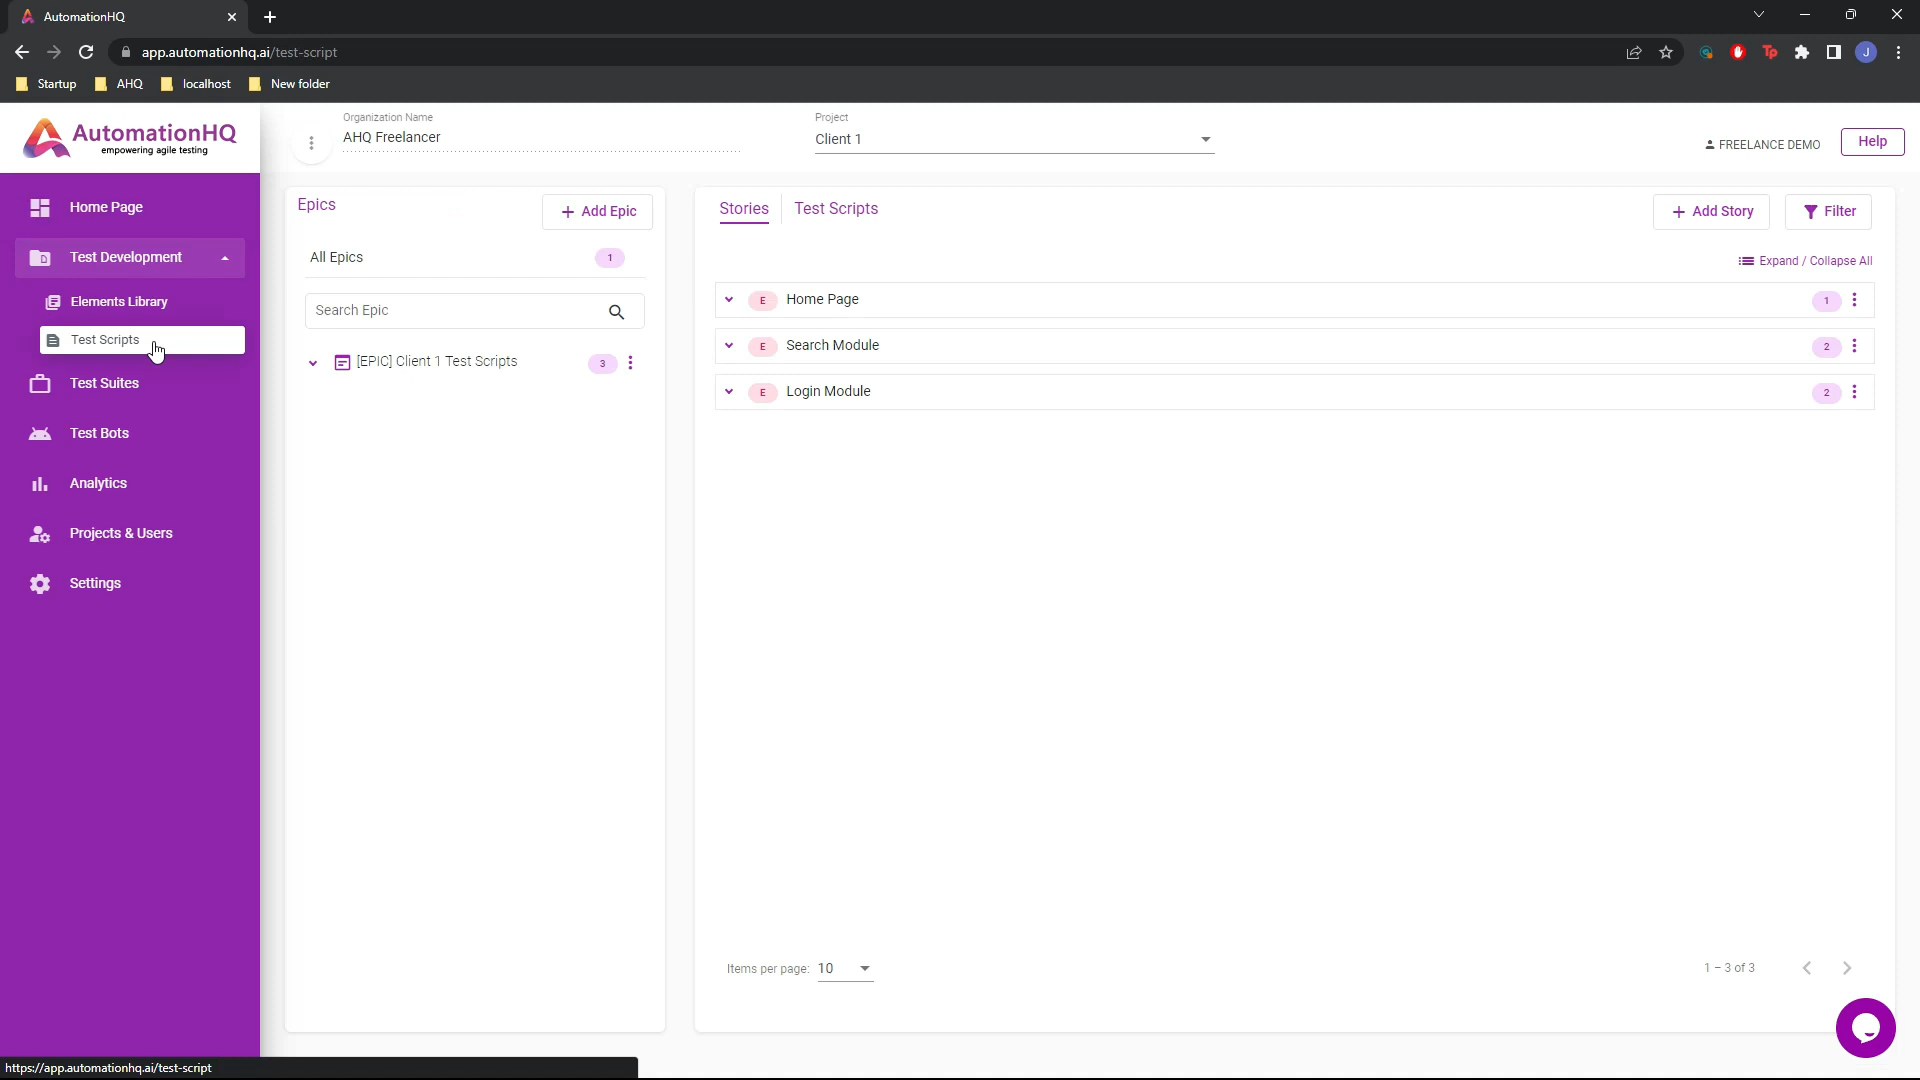 AutomationHQ
app.automationhq.ai/test-script
J
Startup
AHQ
localhost
New folder
AutomationHQ
empowering agile testing
Organization Name
AHQ Freelancer
Project
Client 1
FREELANCE DEMO
Help
Home Page
Test Development
Elements Library
Test Scripts
Test Suites
Test Bots
Analytics
Projects & Users
Settings
Epics
+ Add Epic
All Epics
1
Search Epic
[EPIC] Client 1 Test Scripts
3
Stories
Test Scripts
+ Add Story
Filter
Expand / Collapse All
E Home Page 1
E Search Module 2
E Login Module 2
Items per page: 10
1 – 3 of 3
https://app.automationhq.ai/test-script